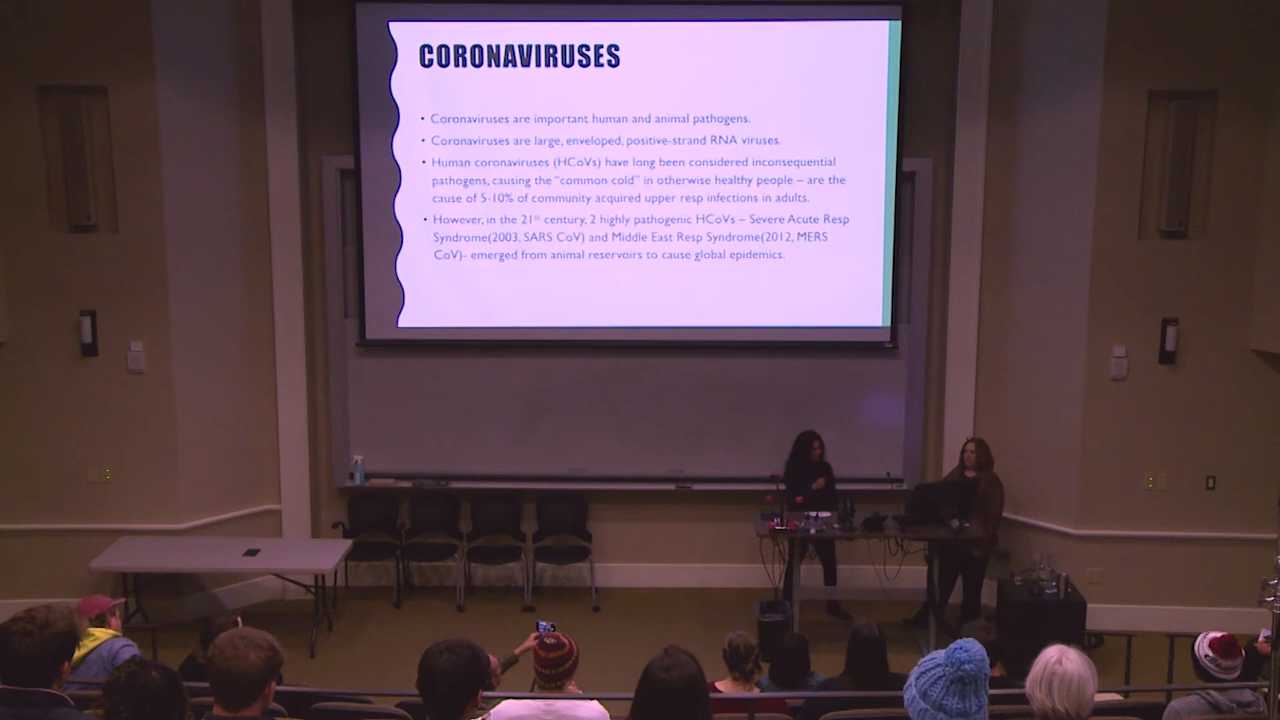 CORONAVIRUSES
• Coronaviruses are important human and animal pathogens.
• Coronaviruses are large, enveloped, positive-strand RNA viruses.
• Human coronaviruses (HCoVs) have long been considered inconsequential
pathogens, causing the "common cold" in otherwise healthy people – are the
cause of 5-10% of community acquired upper resp infections in adults.
• However, in the 21st century, 2 highly pathogenic HCoVs – Severe Acute Resp
Syndrome(2003, SARS CoV) and Middle East Resp Syndrome(2012, MERS
CoV)- emerged from animal reservoirs to cause global epidemics.